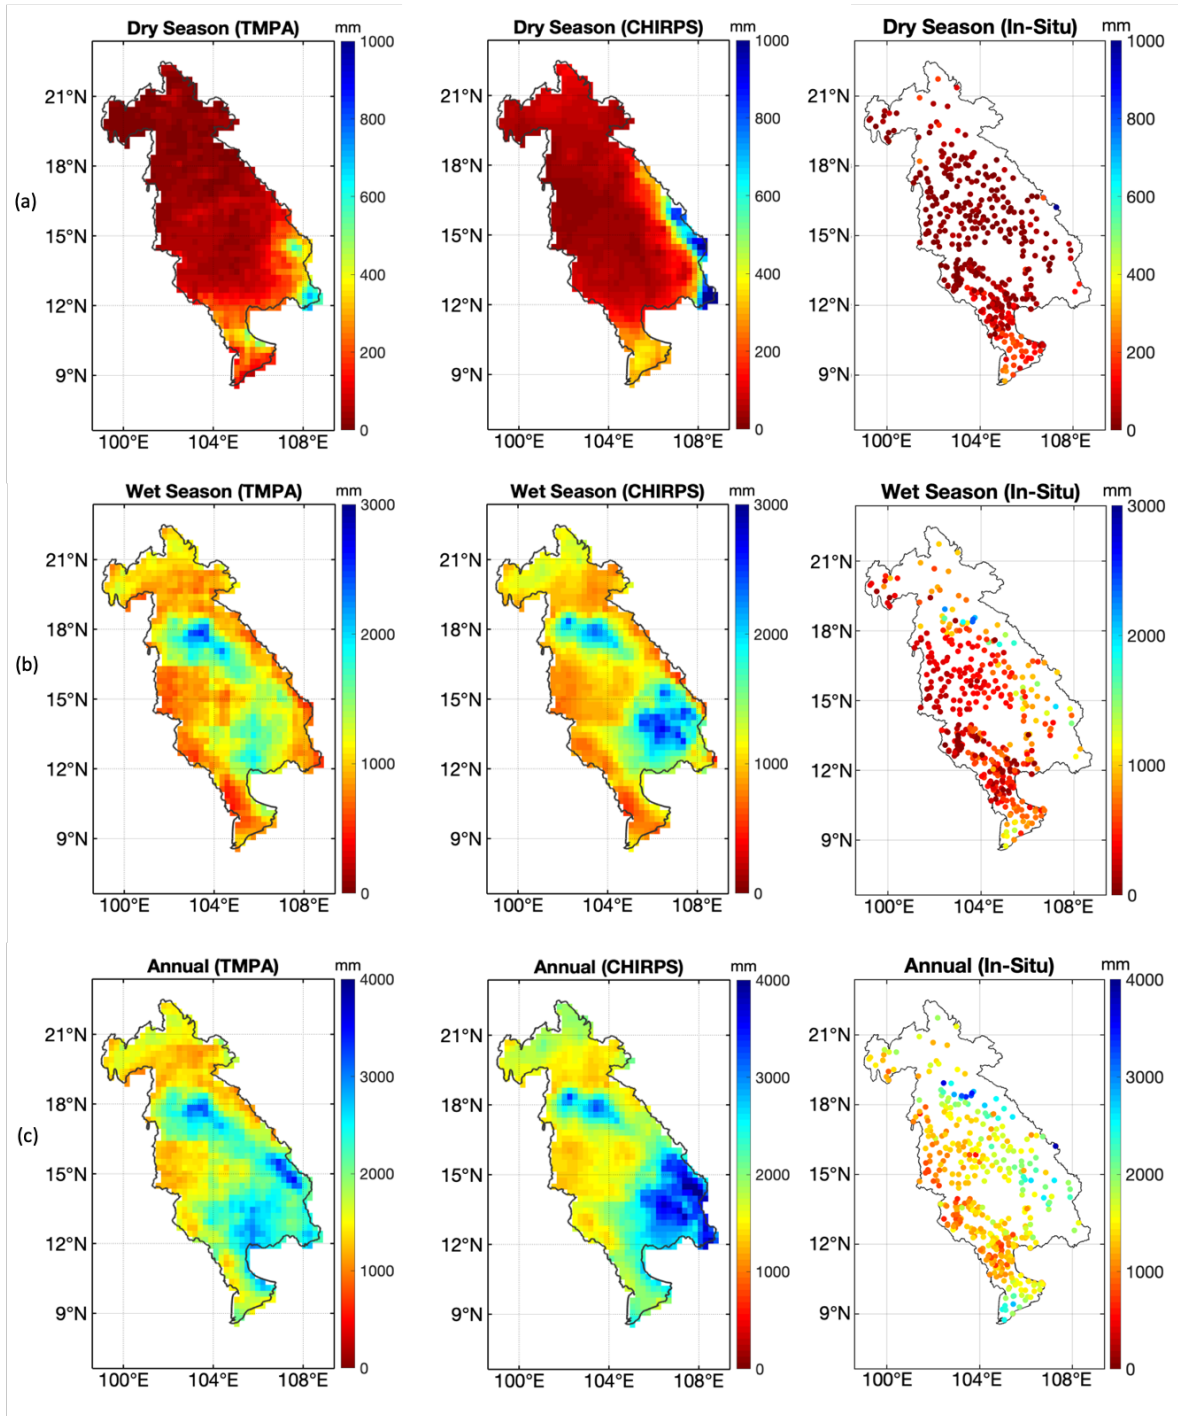 Dry Season (TMPA) mm
1000
800
600
400
200
0
21°N
18°N
15°N
12°N
9°N
100°E 104°E 108°E
Dry Season (CHIRPS) mm
1000
800
600
400
200
0
21°N
18°N
15°N
12°N
9°N
100°E 104°E 108°E
Dry Season (In-Situ) mm
1000
800
600
400
200
0
21°N
18°N
15°N
12°N
9°N
100°E 104°E 108°E
(a)
Wet Season (TMPA) mm
3000
2000
1000
0
21°N
18°N
15°N
12°N
9°N
100°E 104°E 108°E
Wet Season (CHIRPS) mm
3000
2000
1000
0
21°N
18°N
15°N
12°N
9°N
100°E 104°E 108°E
Wet Season (In-Situ) mm
3000
2000
1000
0
21°N
18°N
15°N
12°N
9°N
100°E 104°E 108°E
(b)
Annual (TMPA) mm
4000
3000
2000
1000
0
21°N
18°N
15°N
12°N
9°N
100°E 104°E 108°E
Annual (CHIRPS) mm
4000
3000
2000
1000
0
21°N
18°N
15°N
12°N
9°N
100°E 104°E 108°E
Annual (In-Situ) mm
4000
3000
2000
1000
0
21°N
18°N
15°N
12°N
9°N
100°E 104°E 108°E
(c)